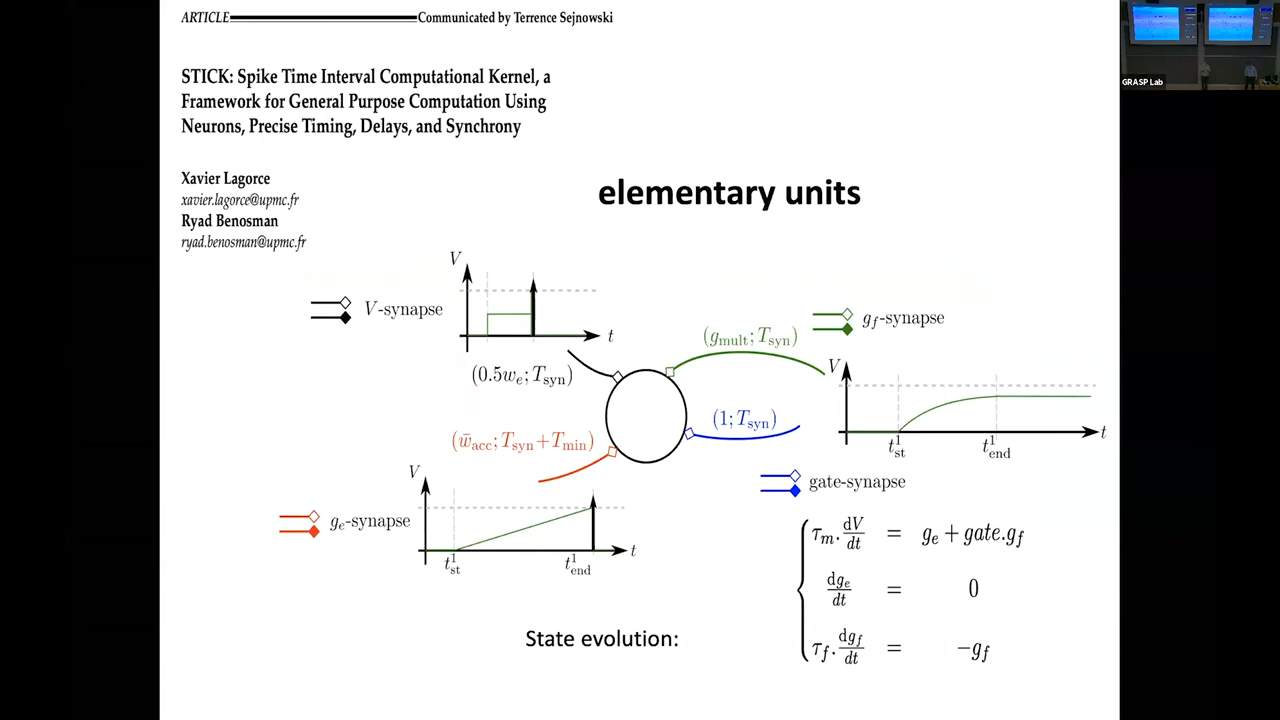 ARTICLE Communicated by Terrence Sejnowski
STICK: Spike Time Interval Computational Kernel, a
Framework for General Purpose Computation Using
Neurons, Precise Timing, Delays, and Synchrony
Xavier Lagorce
xavier.lagorce@upmc.fr
Ryad Benosman
ryad.benosman@upmc.fr
elementary units
V
V-synapse
t
(0.5w_e; T_syn)
(g_mult; T_syn)
g_f-synapse
V
t
t^1_st
t^1_end
(1; T_syn)
(w̄_acc; T_syn+T_min)
V
g_e-synapse
t
t^1_st
t^1_end
gate-synapse
τ_m. dV/dt = g_e + gate.g_f
dg_e/dt = 0
τ_f. dg_f/dt = −g_f
State evolution:
GRASP Lab